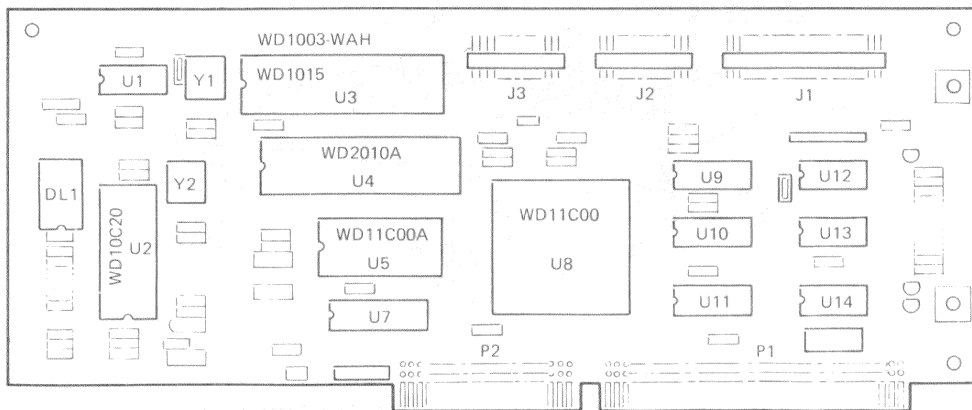 WD1003-WAH
U1
Y1
WD1015
U3
J3
J2
J1
WD2010A
U4
DL1
Y2
WD10C20
U2
U9
U12
WD11C00
U8
WD11C00A
U5
U10
U13
U7
U11
U14
P2
P1